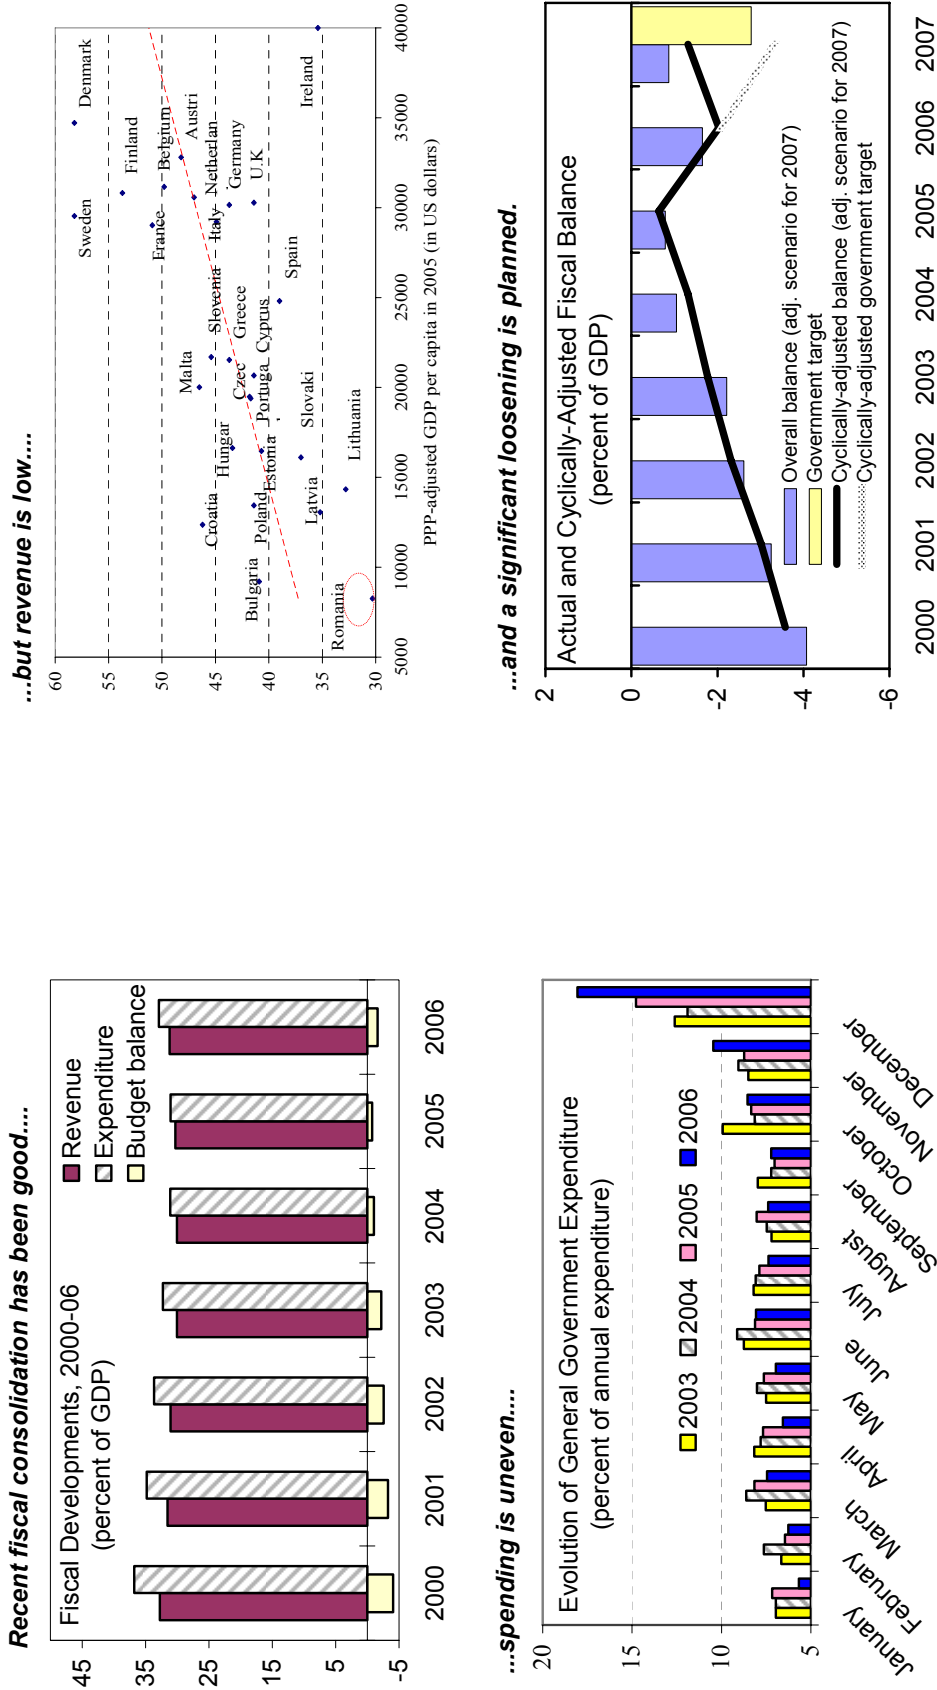 Recent fiscal consolidation has been good....
Fiscal Developments, 2000-06
(percent of GDP)
Revenue
Expenditure
Budget balance
45
35
25
15
5
-5
2000 2001 2002 2003 2004 2005 2006
...but revenue is low....
60
55
50
45
40
35
30
5000 10000 15000 20000 25000 30000 35000 40000
PPP-adjusted GDP per capita in 2005 (in US dollars)
Sweden
Denmark
Finland
France
Belgium
Austri
Netherlan
Italy
Germany
U.K
Ireland
Spain
Malta
Slovenia
Greece
Cyprus
Czec
Portuga
Hungar
Estonia
Slovaki
Croatia
Poland
Latvia
Lithuania
Bulgaria
Romania
...spending is uneven....
Evolution of General Government Expenditure
(percent of annual expenditure)
2003 2004 2005 2006
20
15
10
5
January February March April May June July August September October November December
...and a significant loosening is planned.
Actual and Cyclically-Adjusted Fiscal Balance
(percent of GDP)
2
0
-2
-4
-6
Overall balance (adj. scenario for 2007)
Government target
Cyclically-adjusted balance (adj. scenario for 2007)
Cyclically-adjusted government target
2000 2001 2002 2003 2004 2005 2006 2007